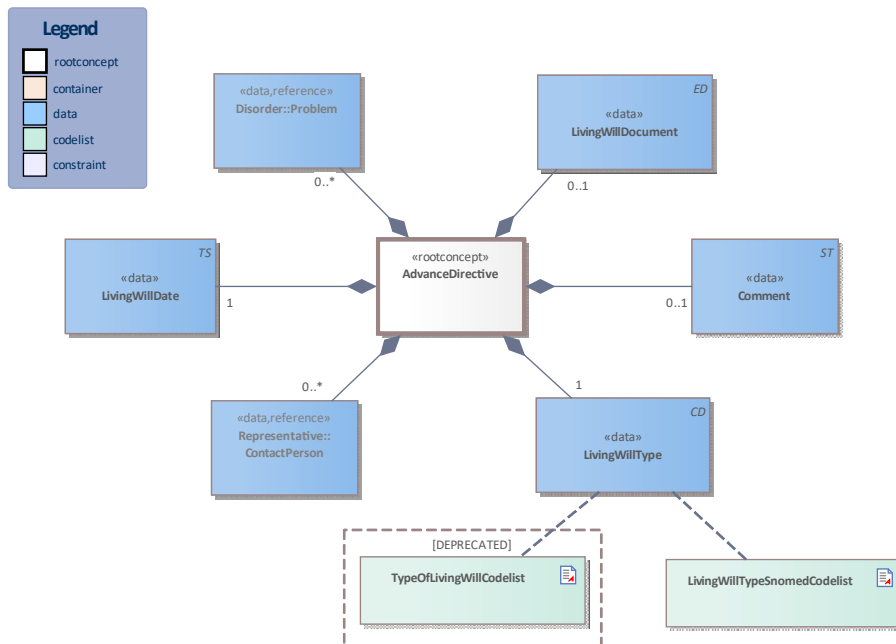 Legend
rootconcept
container
data
codelist
constraint
«data,reference»
Disorder::Problem
0..*
ED
«data»
LivingWillDocument
0..1
TS
«data»
LivingWillDate
1
«rootconcept»
AdvanceDirective
ST
«data»
Comment
0..1
0..*
«data,reference»
Representative::
ContactPerson
1
CD
«data»
LivingWillType
[DEPRECATED]
TypeOfLivingWillCodelist
LivingWillTypeSnomedCodelist